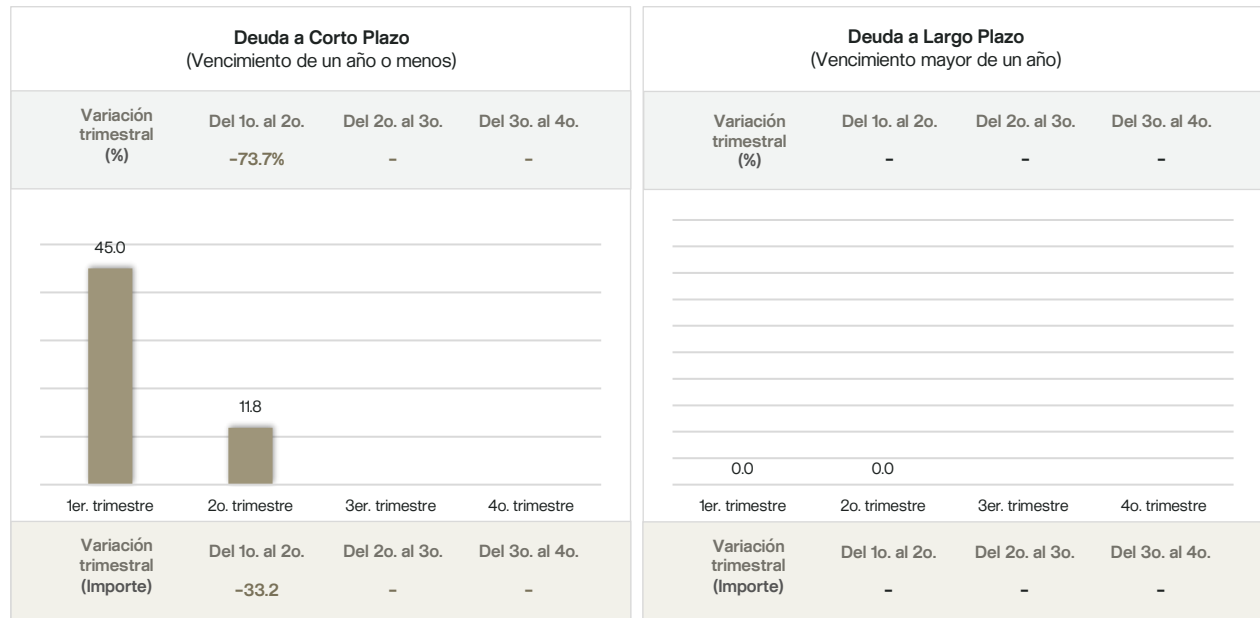 Deuda a Corto Plazo
(Vencimiento de un año o menos)
Variación
trimestral
(%)
Del 1o. al 2o.
Del 2o. al 3o.
Del 3o. al 4o.
-73.7%
-
-
45.0
11.8
1er. trimestre
2o. trimestre
3er. trimestre
4o. trimestre
Variación
trimestral
(Importe)
Del 1o. al 2o.
Del 2o. al 3o.
Del 3o. al 4o.
-33.2
-
-
Deuda a Largo Plazo
(Vencimiento mayor de un año)
Variación
trimestral
(%)
Del 1o. al 2o.
Del 2o. al 3o.
Del 3o. al 4o.
-
-
-
0.0
0.0
1er. trimestre
2o. trimestre
3er. trimestre
4o. trimestre
Variación
trimestral
(Importe)
Del 1o. al 2o.
Del 2o. al 3o.
Del 3o. al 4o.
-
-
-